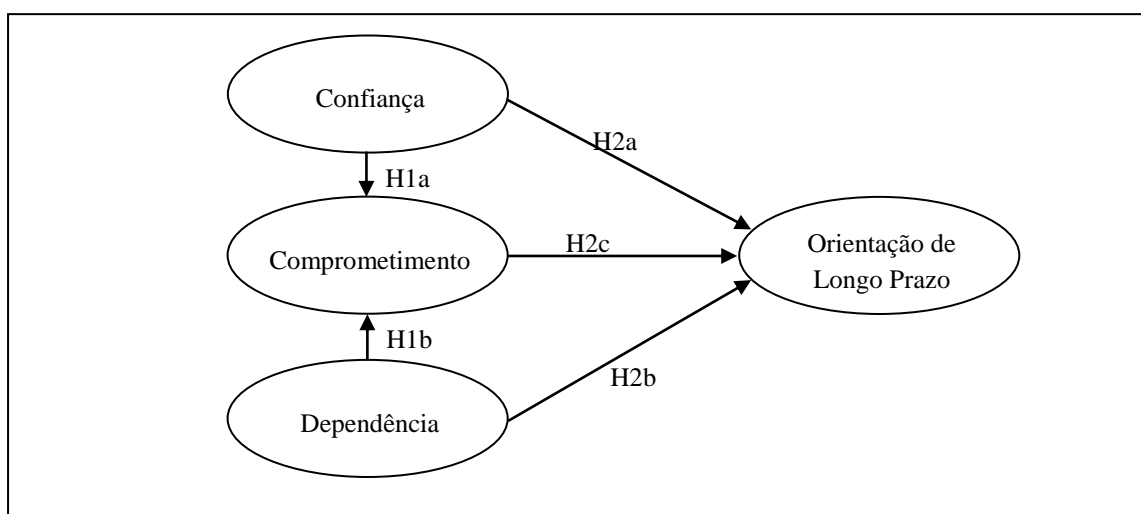 Confiança
H2a
H1a
Comprometimento
H2c
Orientação de
Longo Prazo
H1b
H2b
Dependência